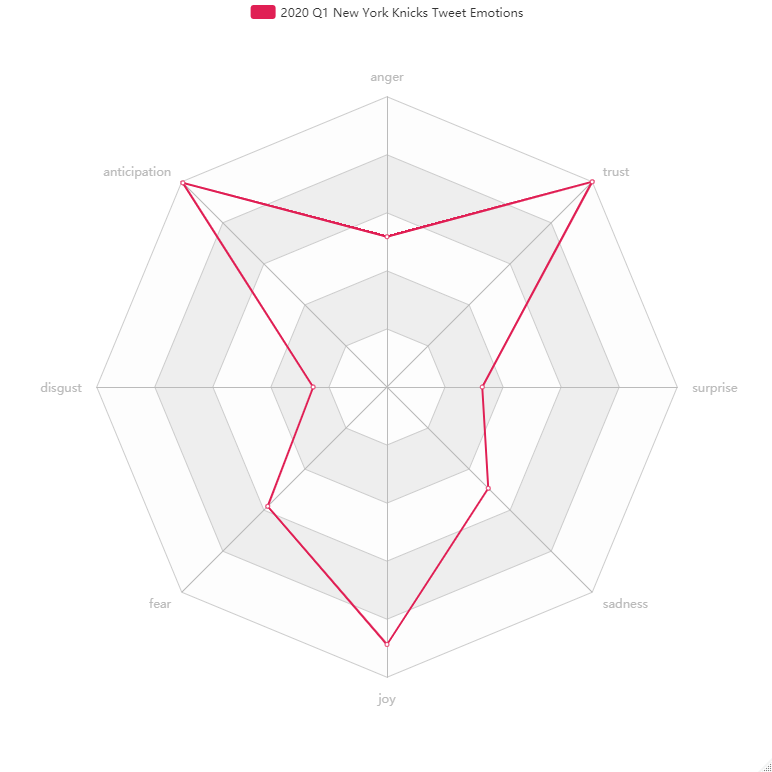 2020 Q1 New York Knicks Tweet Emotions
anger
anticipation
trust
disgust
surprise
fear
sadness
joy